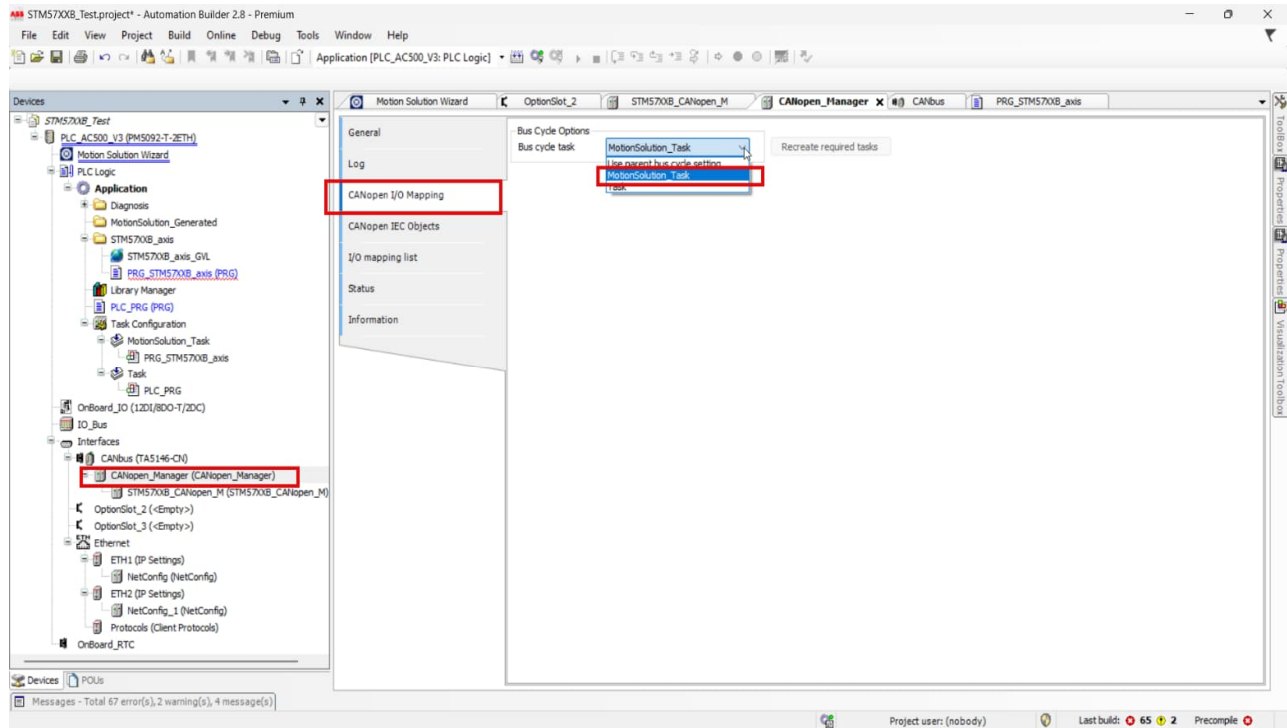 STM57XXB_Test.project* - Automation Builder 2.8 - Premium
File Edit View Project Build Online Debug Tools Window Help
Application [PLC_AC500_V3: PLC Logic]
Devices
STM57XXB_Test
PLC_AC500_V3 (PM5092-T-2ETH)
Motion Solution Wizard
PLC Logic
Application
Diagnosis
MotionSolution_Generated
STM57XXB_axis
STM57XXB_axis_GVL
PRG_STM57XXB_axis (PRG)
Library Manager
PLC_PRG (PRG)
Task Configuration
MotionSolution_Task
PRG_STM57XXB_axis
Task
PLC_PRG
OnBoard_IO (12DI/8DO-T/2DC)
IO_Bus
Interfaces
CANbus (TA5146-CN)
CANopen_Manager (CANopen_Manager)
STM57XXB_CANopen_M (STM57XXB_CANopen_M)
OptionSlot_2 (<Empty>)
OptionSlot_3 (<Empty>)
Ethernet
ETH1 (IP Settings)
NetConfig (NetConfig)
ETH2 (IP Settings)
NetConfig_1 (NetConfig)
Protocols (Client Protocols)
OnBoard_RTC
Devices POUs
Motion Solution Wizard OptionSlot_2 STM57XXB_CANopen_M CANopen_Manager CANbus PRG_STM57XXB_axis
General
Log
CANopen I/O Mapping
CANopen IEC Objects
I/O mapping list
Status
Information
Bus Cycle Options
Bus cycle task MotionSolution_Task Recreate required tasks
Use parent bus cycle setting
MotionSolution_Task
Task
ToolBox
Properties
Properties
Visualization Toolbox
Messages - Total 67 error(s), 2 warning(s), 4 message(s)
Project user: (nobody) Last build: 65 2 Precompile